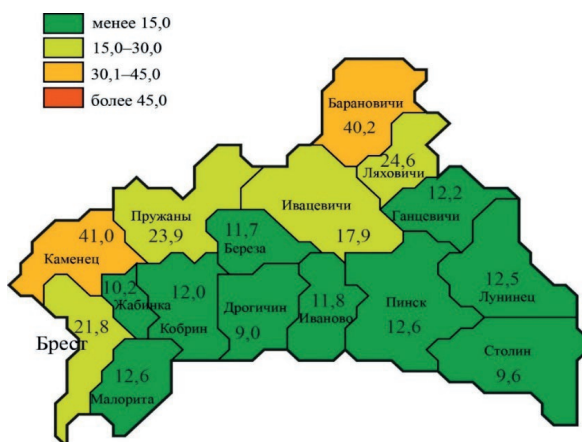 менее 15,0
15,0–30,0
30,1–45,0
более 45,0
Барановичи
40,2
24,6
Ляховичи
12,2
Ганцевичи
Ивацевичи
17,9
Пружаны
23,9
11,7
Береза
41,0
Каменец
10,2
Жабинка
12,0
Кобрин
Дрогичин
9,0
11,8
Иваново
Пинск
12,6
12,5
Лунинец
21,8
Брест
12,6
Малорита
Столин
9,6